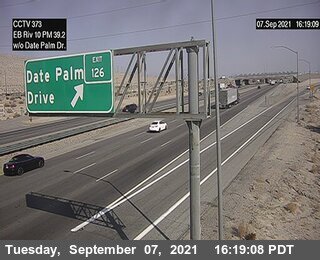 CCTV 373
EB Riv 10 PM 39.2
w/o Date Palm Dr.
07.Sep.2021 16:19:09
EXIT
126
Date Palm
Drive
Tuesday, September 07, 2021 16:19:08 PDT